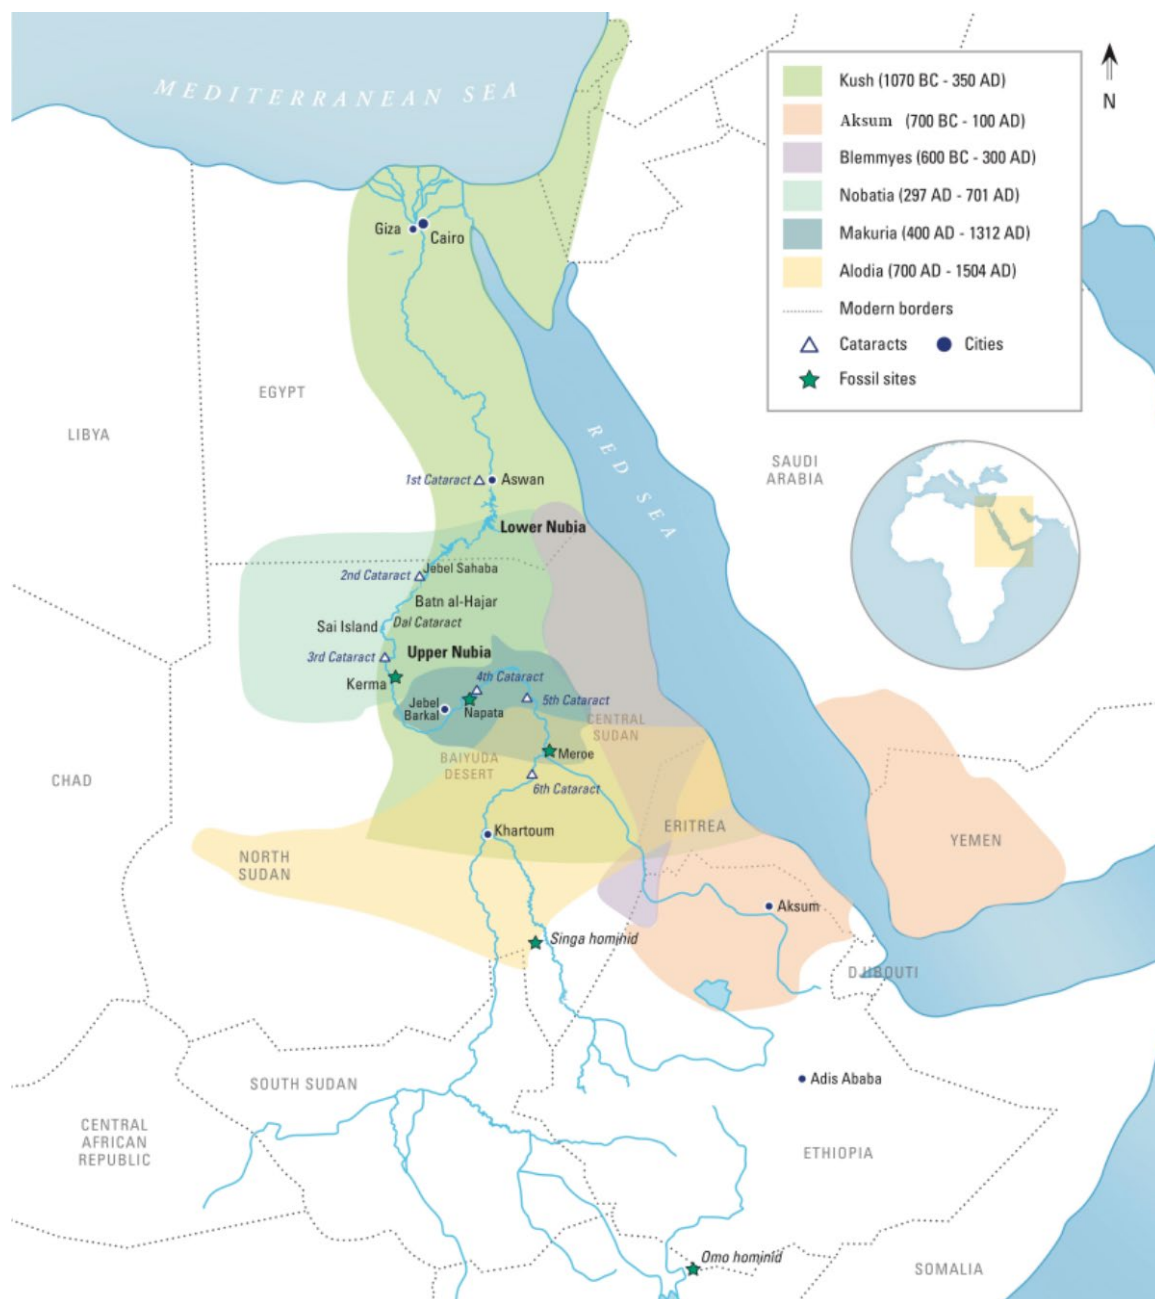 MEDITERRANEAN SEA
Kush (1070 BC - 350 AD)
Aksum (700 BC - 100 AD)
Blemmyes (600 BC - 300 AD)
Nobatia (297 AD - 701 AD)
Makuria (400 AD - 1312 AD)
Alodia (700 AD - 1504 AD)
Modern borders
Cataracts
Cities
Fossil sites
N
Giza
Cairo
EGYPT
LIBYA
RED SEA
SAUDI
ARABIA
1st Cataract
Aswan
Lower Nubia
2nd Cataract
Jebel Sahaba
Batn al-Hajar
Sai Island
Dal Cataract
Upper Nubia
3rd Cataract
Kerma
4th Cataract
Jebel
Barkal
Napata
5th Cataract
CENTRAL
SUDAN
Meroe
BAIYUDA
DESERT
6th Cataract
CHAD
Khartoum
ERITREA
YEMEN
NORTH
SUDAN
Aksum
Singa hominid
DJIBOUTI
SOUTH SUDAN
Adis Ababa
CENTRAL
AFRICAN
REPUBLIC
ETHIOPIA
Omo hominid
SOMALIA